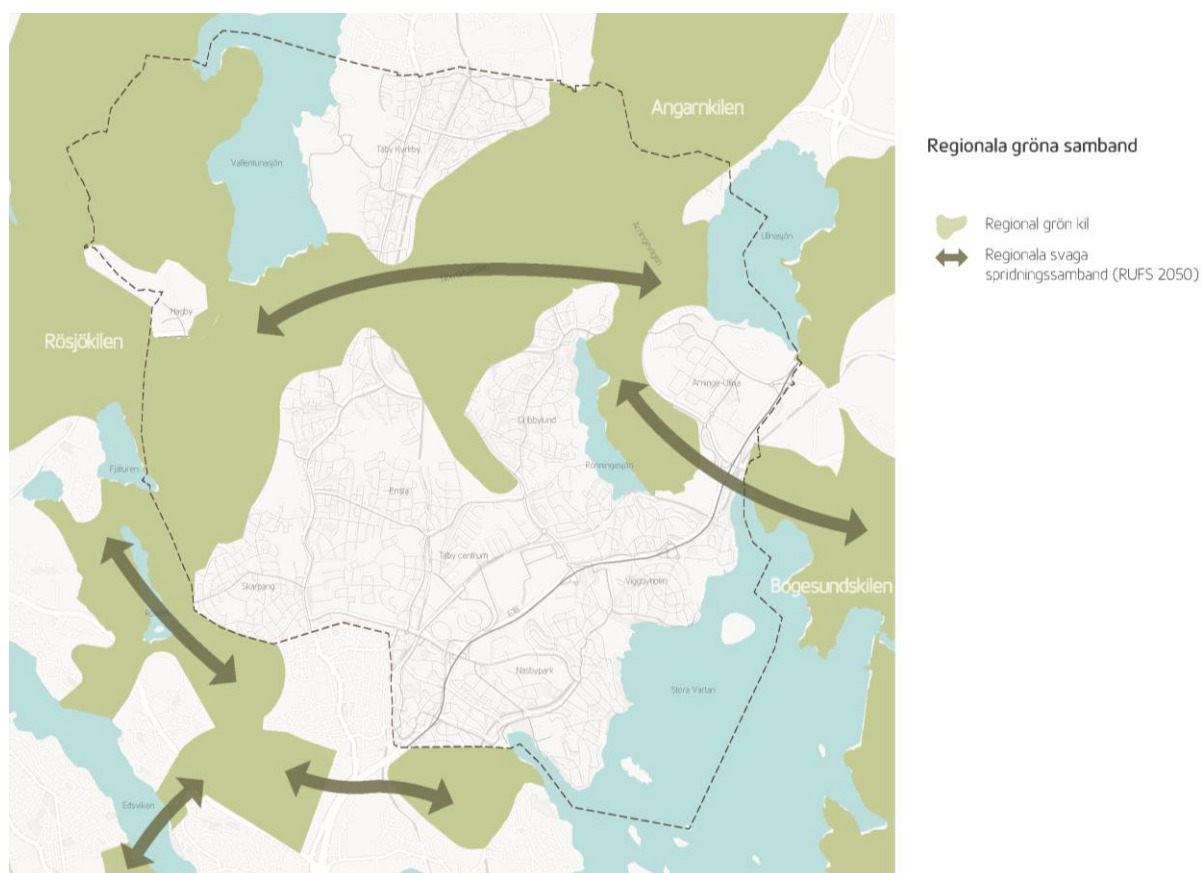 Regionala gröna samband
Regional grön kil
Regionala svaga
spridningssamband (RUFS 2050)
Angarnkilen
Täby Kyrkby
Vallentunasjön
Ullnasjön
Arningevägen
Hagby
Rösjökilen
Arninge-Ullna
Gribbylund
Fjäturen
Rönningesjön
Ensta
Täby centrum
Skarpäng
Viggbyholm
Bogesundskilen
E18
Näsbypark
Stora Värtan
Edsviken